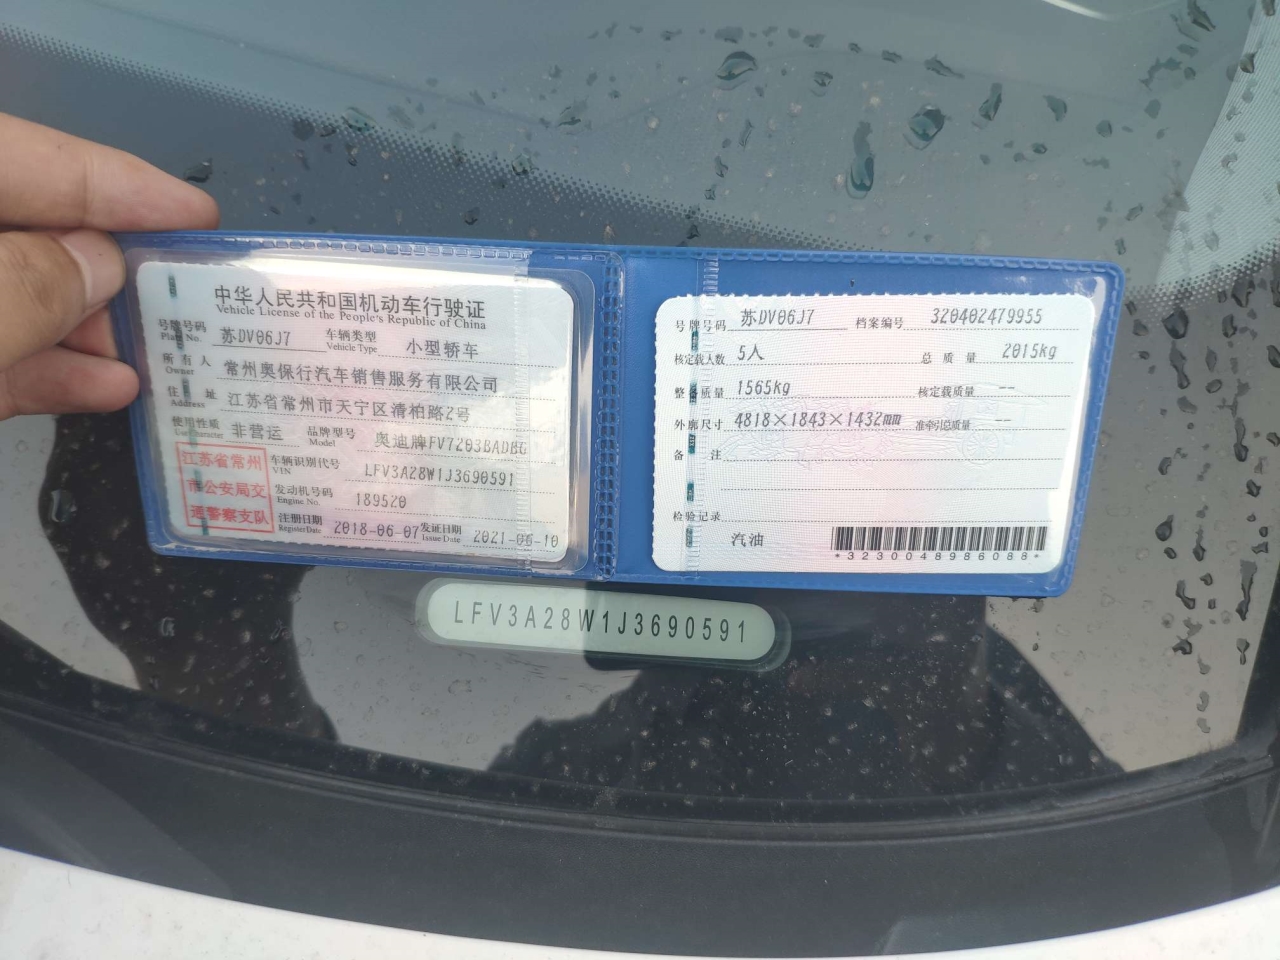 中华人民共和国机动车行驶证
Vehicle License of the People's Republic of China
号牌号码 苏DV06J7 车辆类型 小型轿车
Plate No. Vehicle Type
所有人 常州奥保行汽车销售服务有限公司
Owner
住址 江苏省常州市天宁区清柏路2号
Address
使用性质 非营运 品牌型号 奥迪牌FV7203BADBG
Use Character Model
江苏省常州
市公安局交
通警察支队
车辆识别代号 LFV3A28W1J3690591
VIN
发动机号码 189520
Engine No.
注册日期 2018-06-07 发证日期 2021-06-10
Register Date Issue Date
号牌号码 苏DV06J7 档案编号 320402479955
核定载人数 5人 总质量 2015kg
整备质量 1565kg 核定载质量 --
外廓尺寸 4818×1843×1432mm 准牵引总质量 --
备注
检验记录
汽油
*3230048986088*
LFV3A28W1J3690591